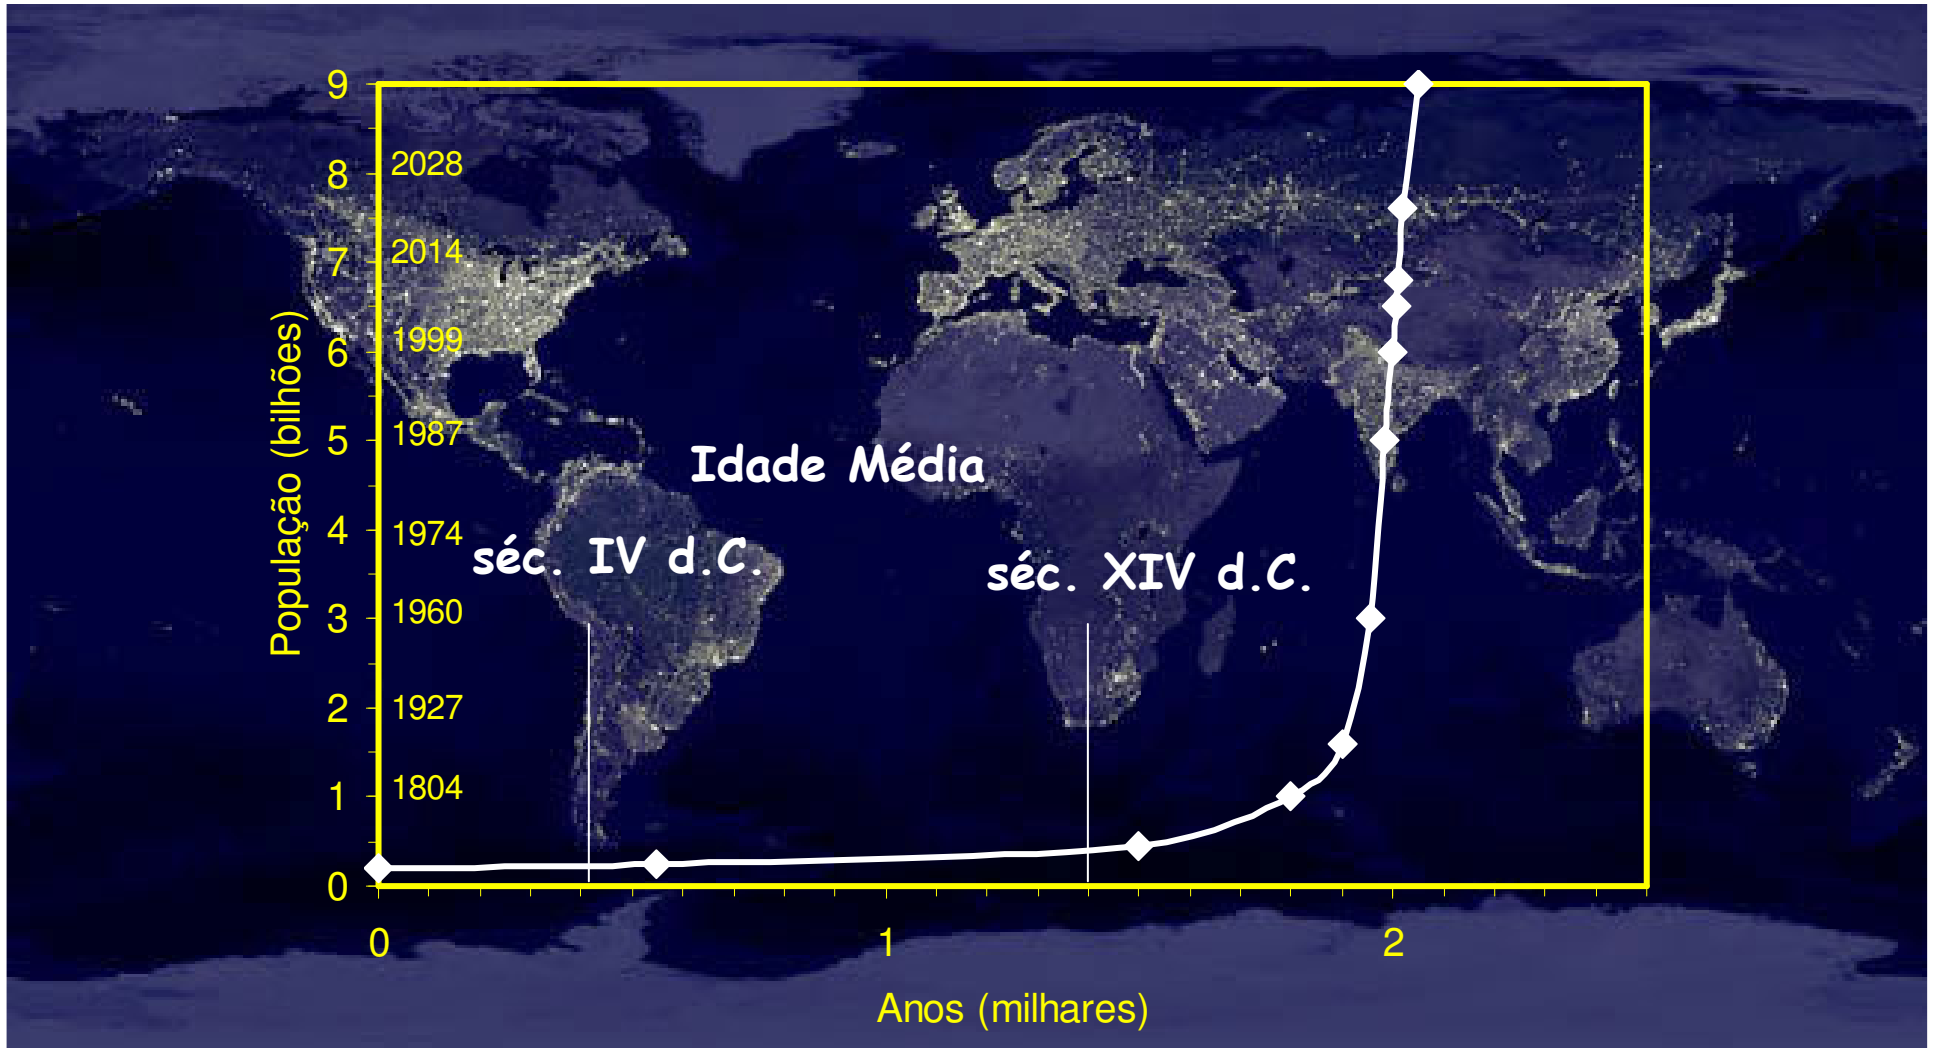 9
8 2028
7 2014
6 1999
5 1987
4 1974
3 1960
2 1927
1 1804
0
População (bilhões)
Idade Média
séc. IV d.C.
séc. XIV d.C.
0 1 2
Anos (milhares)